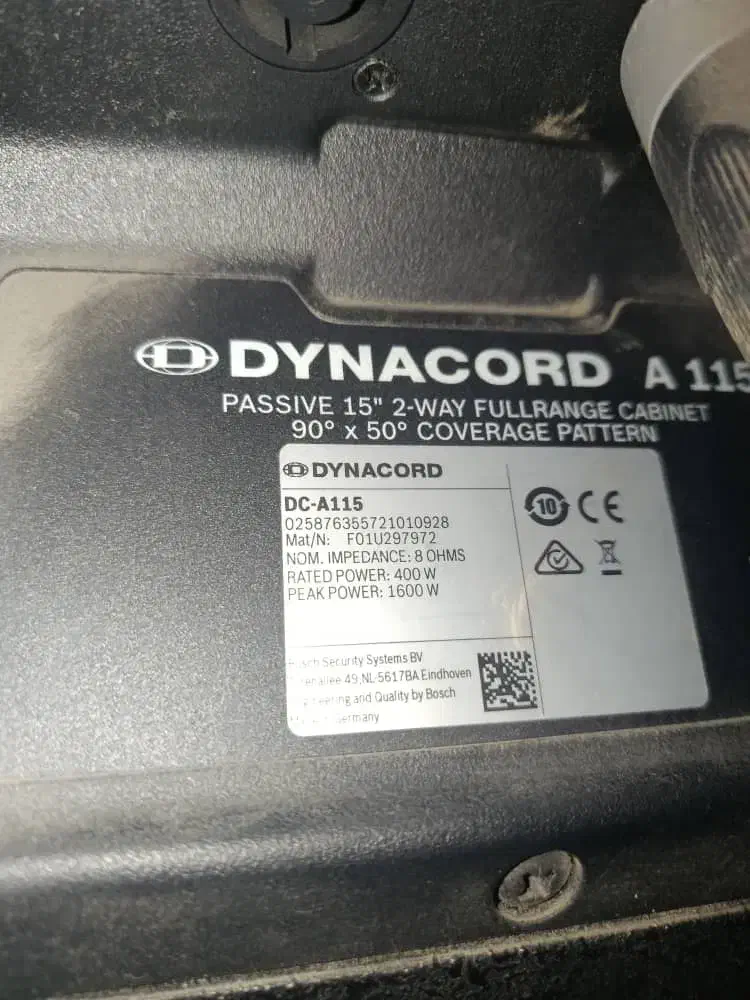 DYNACORD A 115
PASSIVE 15" 2-WAY FULLRANGE CABINET
90° x 50° COVERAGE PATTERN
DYNACORD
DC-A115
025876355721010928
Mat/N: F01U297972
NOM. IMPEDANCE: 8 OHMS
RATED POWER: 400 W
PEAK POWER: 1600 W
10
CE
Security Systems BV
49,NL-5617BA Eindhoven
and Quality by Bosch
Germany